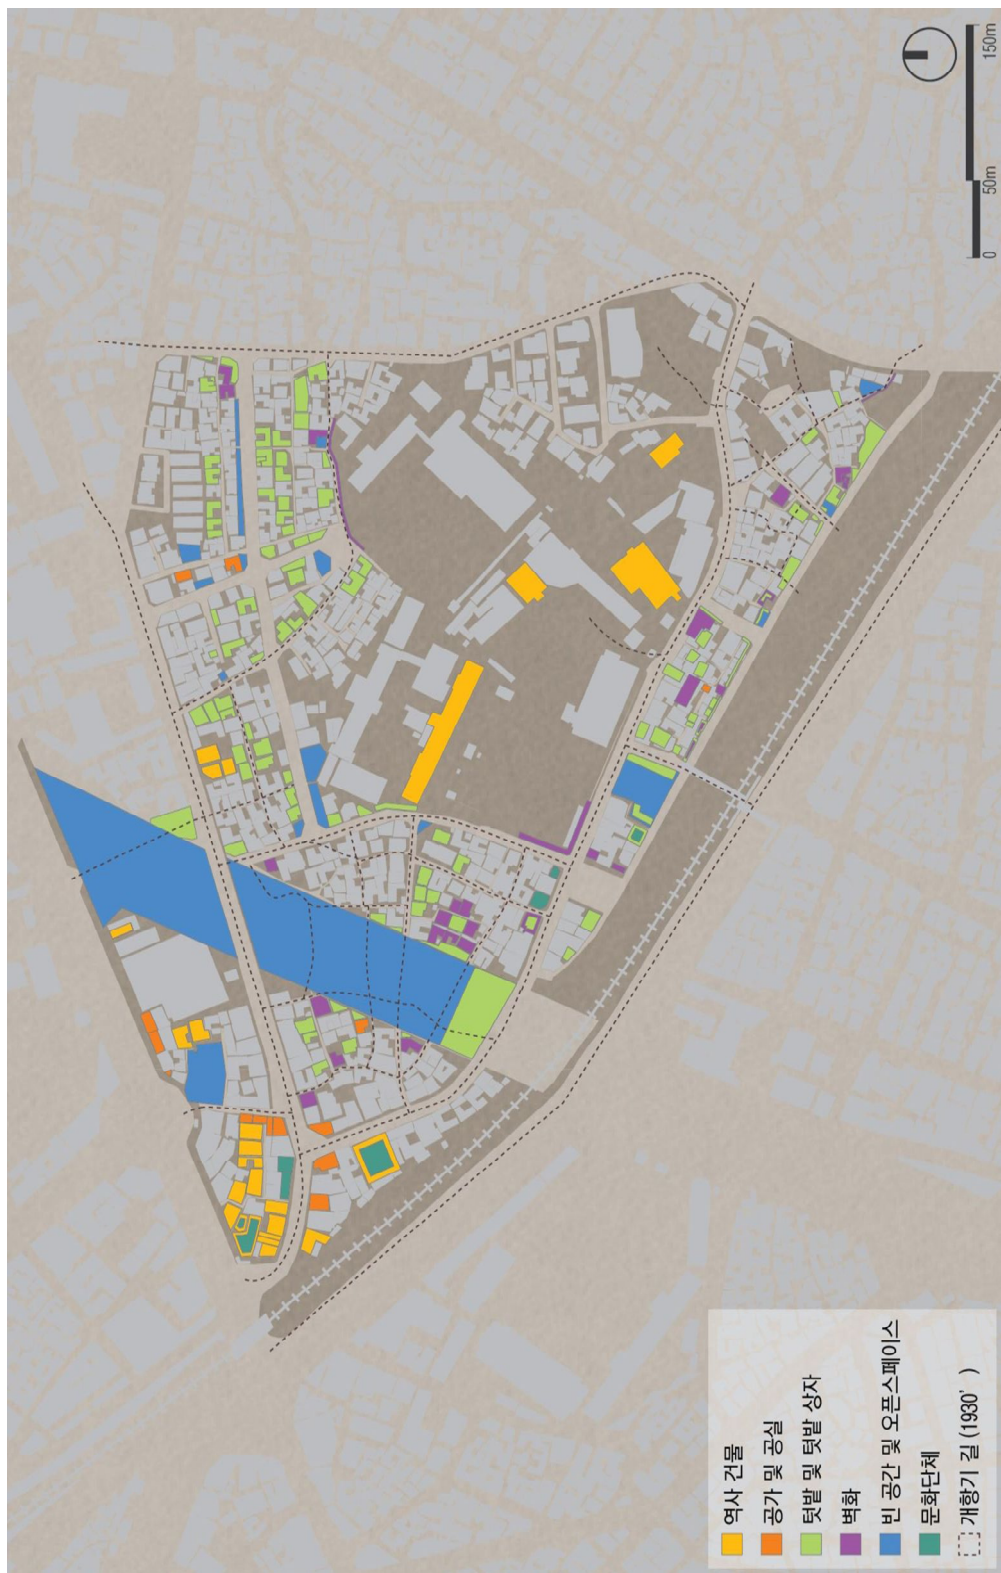 역사 건물
공가 및 공실
텃밭 및 텃밭 상자
벽화
빈 공간 및 오픈스페이스
문화단체
개항기 길 (1930' )
0 50m 150m